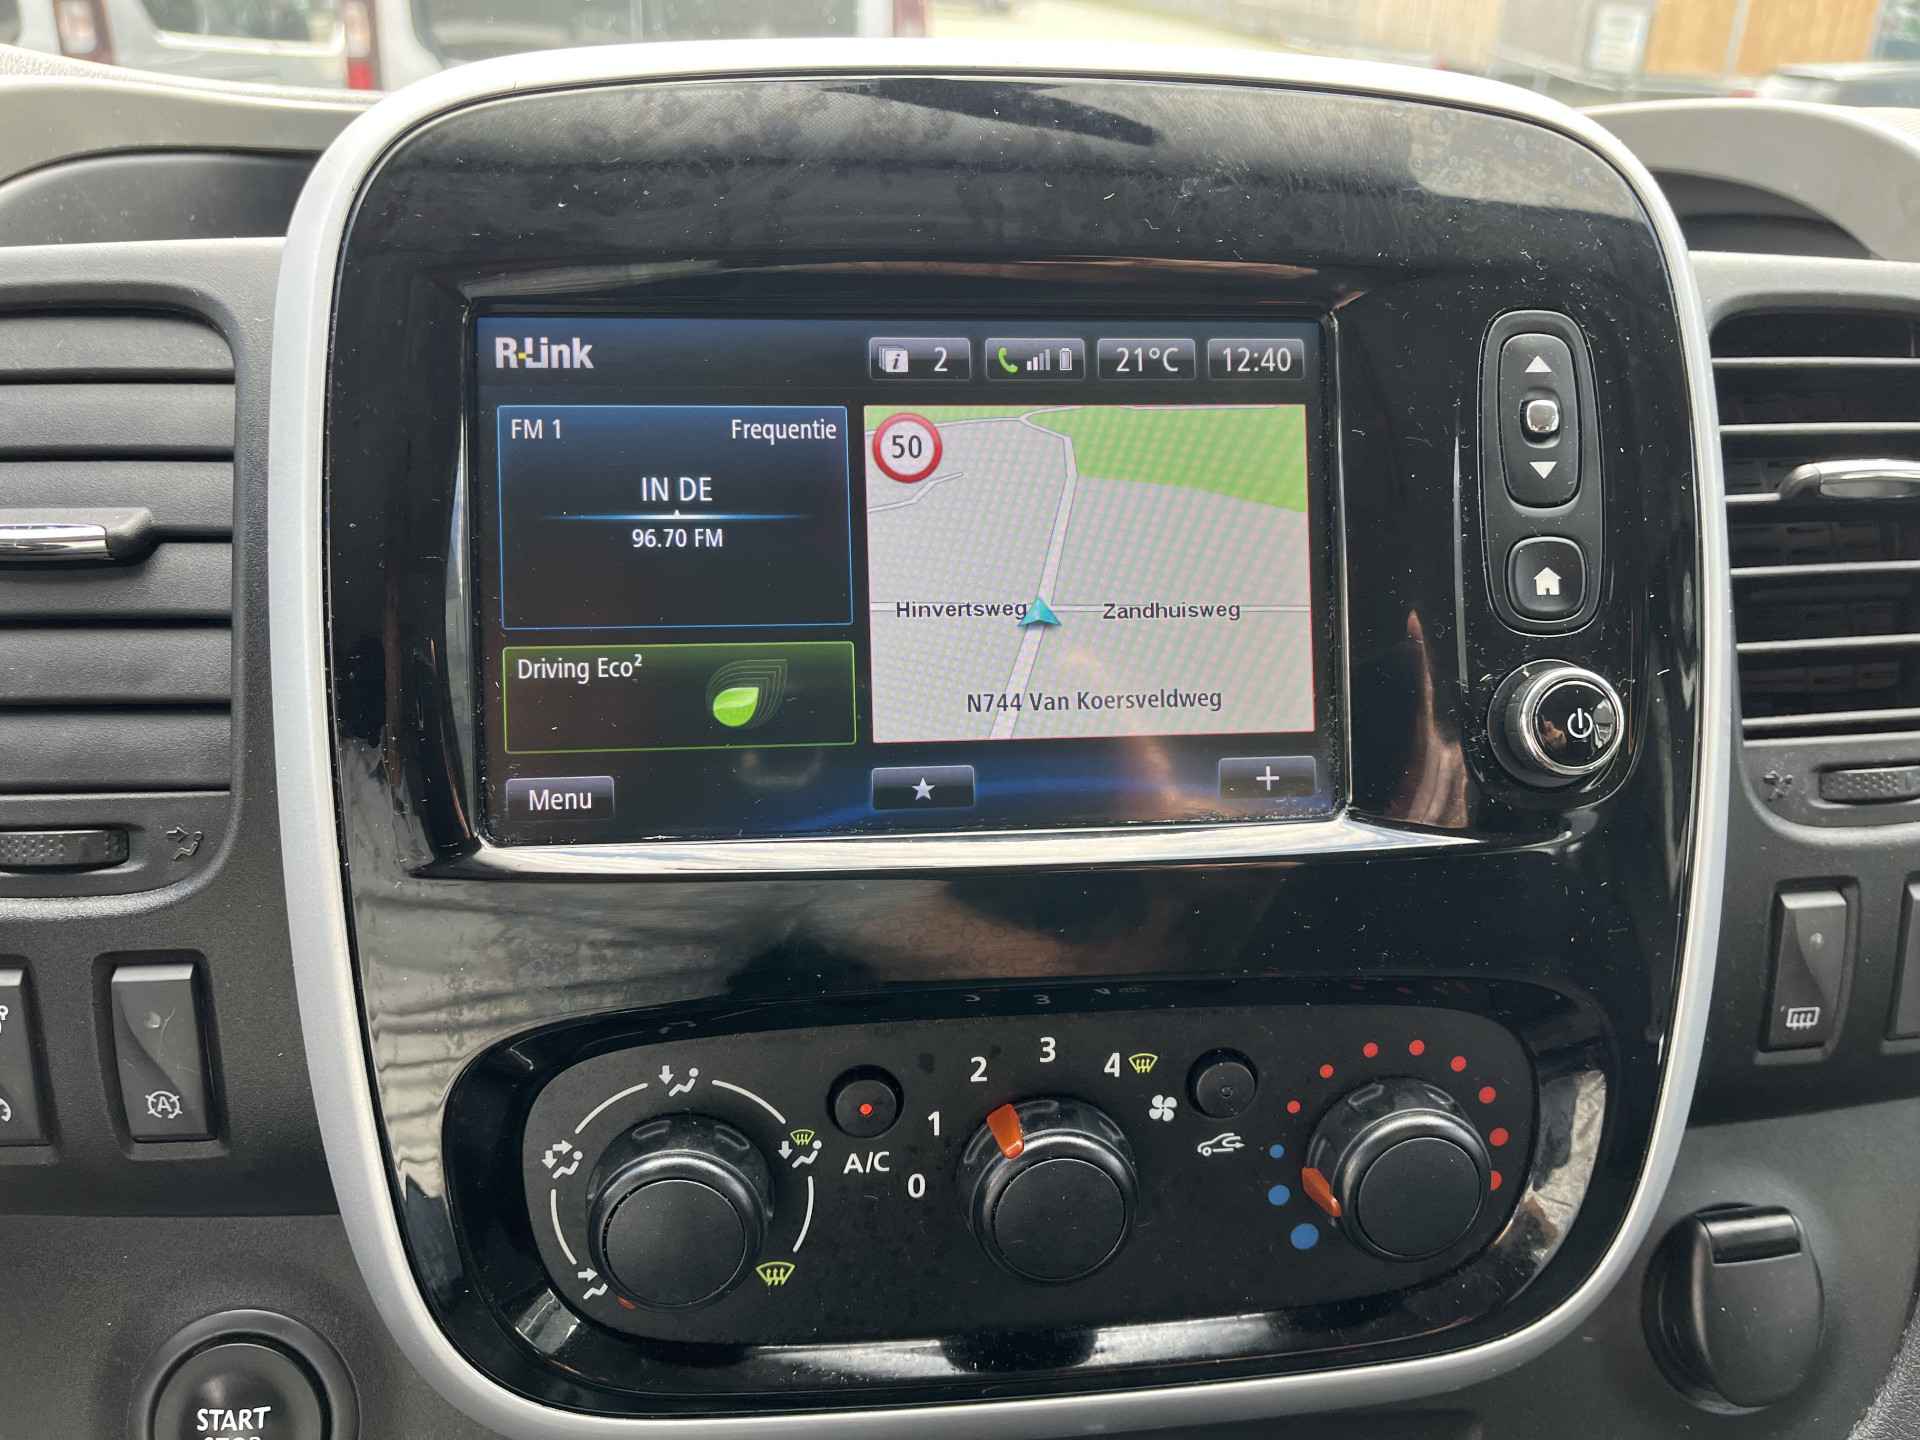 R-Link
2
21°C
12:40
FM 1
Frequentie
50
IN DE
96.70 FM
Hinvertsweg
Zandhuisweg
Driving Eco²
N744 Van Koersveldweg
Menu
A/C
0
1
2
3
4
A
START
STOP